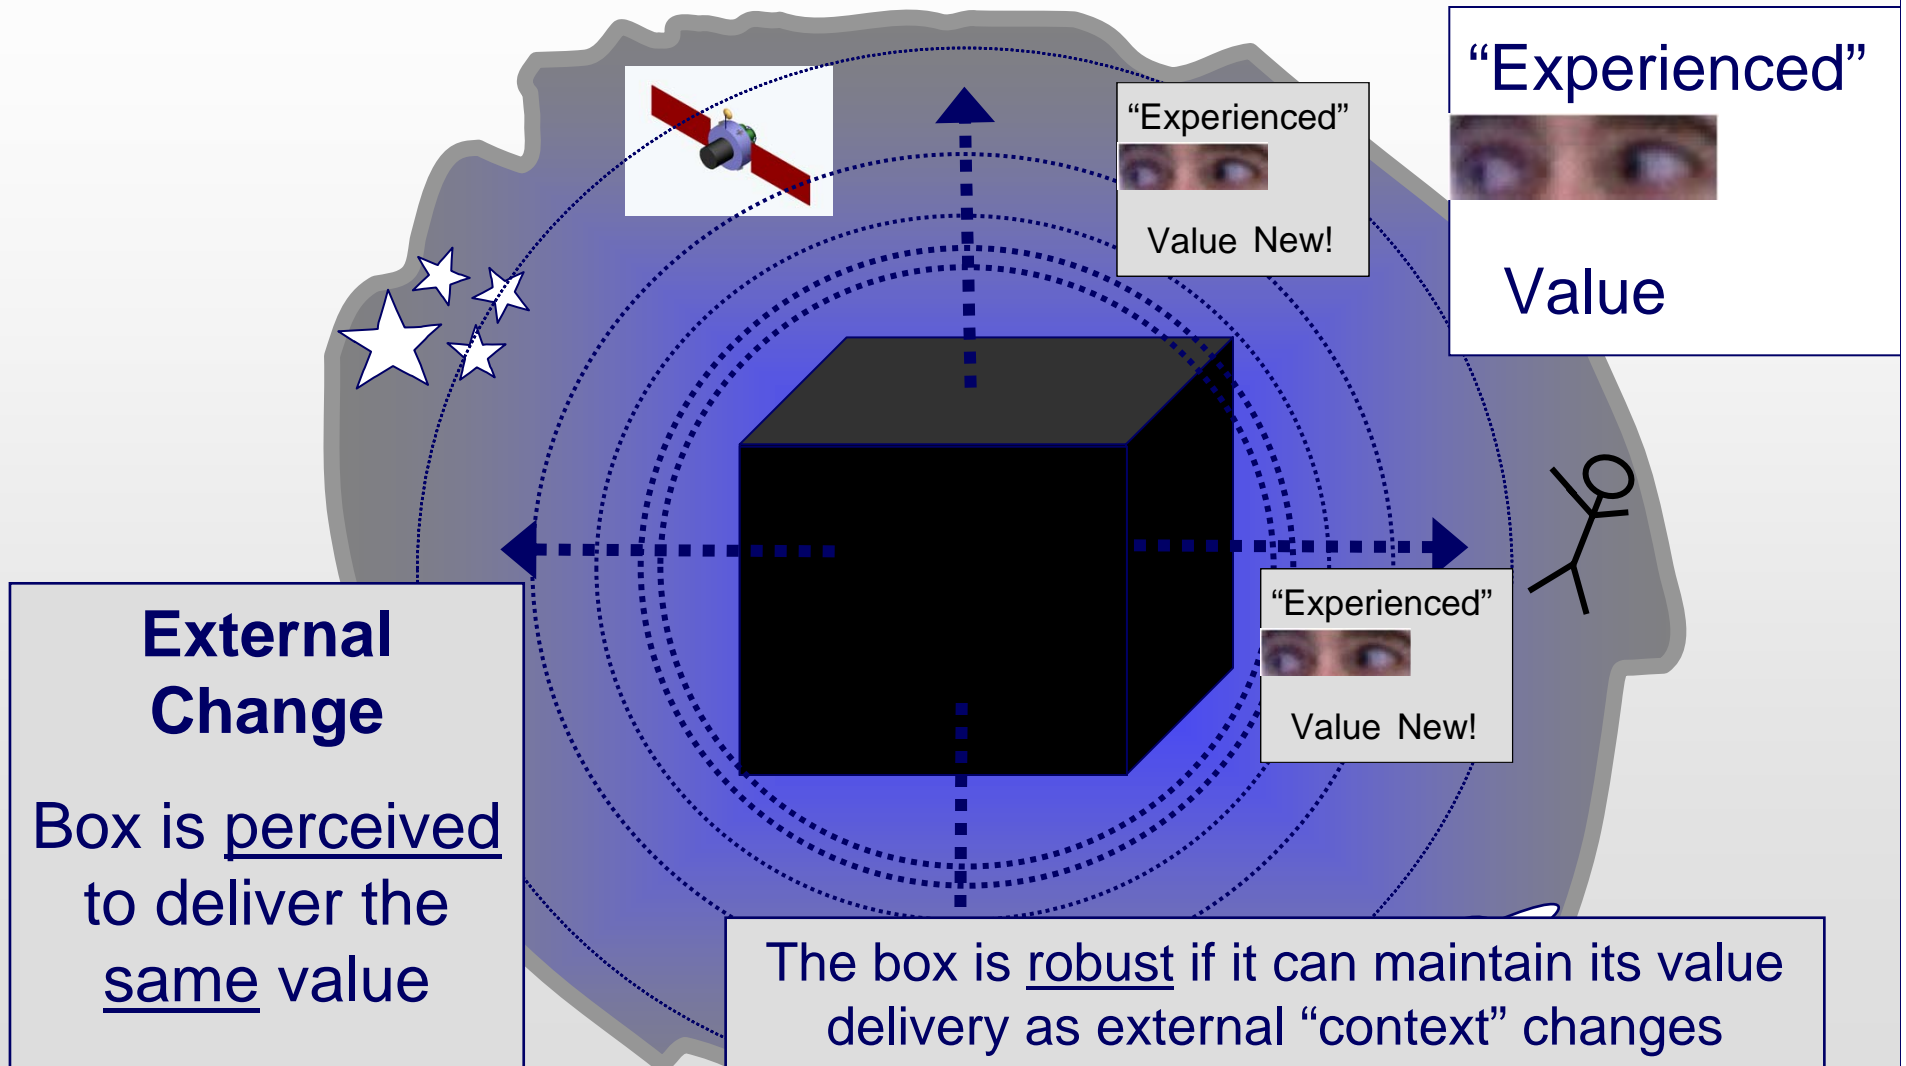 “Experienced”
Value
“Experienced”
Value New!
“Experienced”
Value New!
External
Change
Box is perceived
to deliver the
same value
The box is robust if it can maintain its value
delivery as external “context” changes